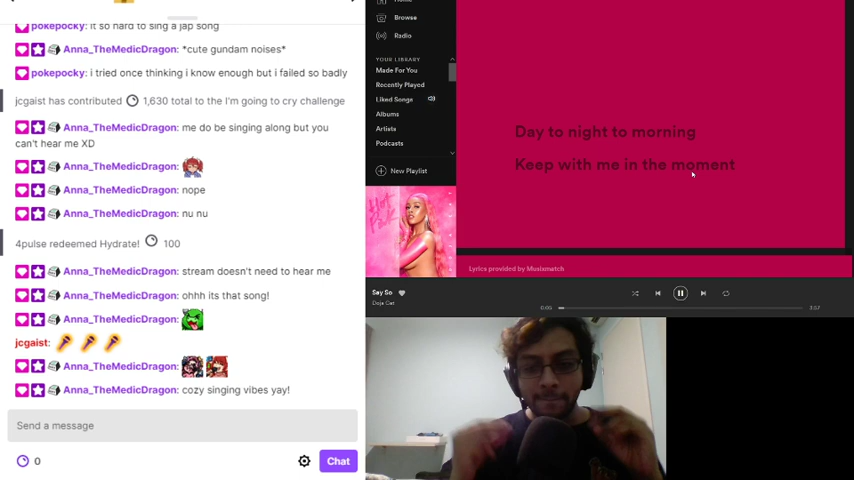 pokepocky: it so hard to sing a jap song
Anna_TheMedicDragon: *cute gundam noises*
pokepocky: i tried once thinking i know enough but i failed so badly
jcgaist has contributed 1,630 total to the I'm going to cry challenge
Anna_TheMedicDragon: me do be singing along but you
can't hear me XD
Anna_TheMedicDragon:
Anna_TheMedicDragon: nope
Anna_TheMedicDragon: nu nu
4pulse redeemed Hydrate! 100
Anna_TheMedicDragon: stream doesn't need to hear me
Anna_TheMedicDragon: ohhh its that song!
Anna_TheMedicDragon:
jcgaist:
Anna_TheMedicDragon:
Anna_TheMedicDragon: cozy singing vibes yay!
Send a message
0
Chat
Browse
Radio
YOUR LIBRARY
Made For You
Recently Played
Liked Songs
Albums
Artists
Podcasts
New Playlist
Day to night to morning
Keep with me in the moment
Hot Pink
Lyrics provided by Musixmatch
Say So
Doja Cat
3:57